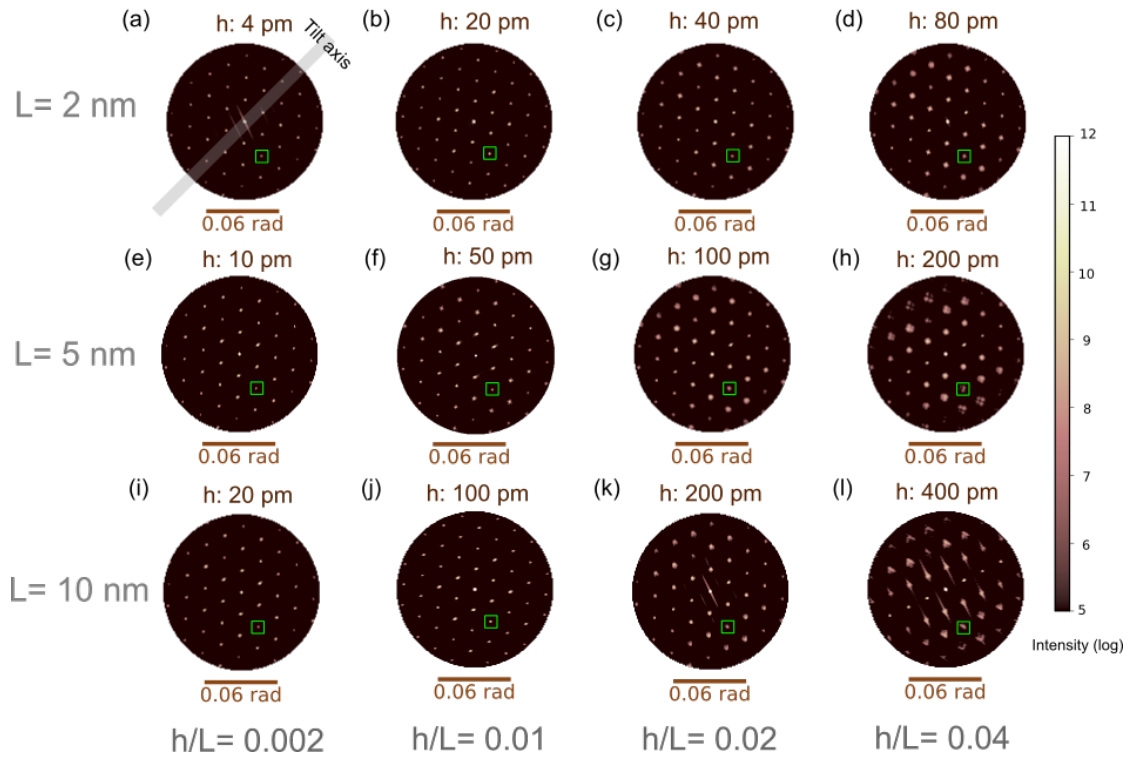 (a)
(b)
(c)
(d)
h: 4 pm
h: 20 pm
h: 40 pm
h: 80 pm
Tilt axis
L= 2 nm
0.06 rad
0.06 rad
0.06 rad
0.06 rad
(e)
(f)
(g)
(h)
h: 10 pm
h: 50 pm
h: 100 pm
h: 200 pm
L= 5 nm
0.06 rad
0.06 rad
0.06 rad
0.06 rad
(i)
(j)
(k)
(l)
h: 20 pm
h: 100 pm
h: 200 pm
h: 400 pm
L= 10 nm
0.06 rad
0.06 rad
0.06 rad
0.06 rad
h/L= 0.002
h/L= 0.01
h/L= 0.02
h/L= 0.04
12
11
10
9
8
7
6
5
Intensity (log)